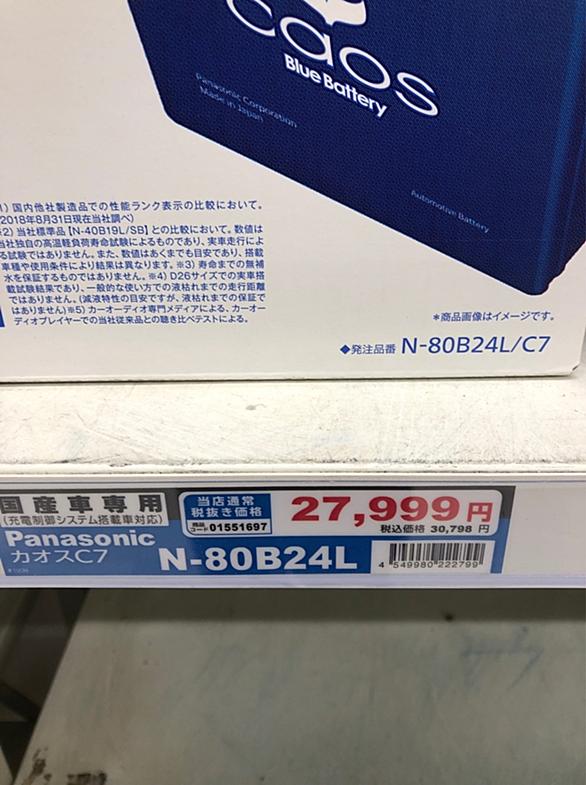 caos
Blue Battery
Panasonic Corporation
Made in Japan
Automotive Battery
1) 国内他社製造品での性能ランク表示の比較において。
2018年8月31日現在当社調べ)
※2) 当社標準品【N-40B19L/SB】との比較において。数値は
当社独自の高温軽負荷寿命試験によるものであり、実車走行によ
る試験ではありません。また、数値はあくまでも目安であり、搭載
車種や使用条件により結果は異なります。※3) 寿命までの無補
水を保証するものではありません。※4) D26サイズでの実車搭
載試験結果であり、一般的な使い方での液枯れまでの走行距離
ではありません。(減液特性の目安ですが、液枯れまでの保証で
はありません)※5) カーオーディオ専門メディアによる、カーオー
ディオプレイヤーでの当社従来品との聴き比べテストによる。
*商品画像はイメージです。
◆発注品番 N-80B24L/C7
国産車専用
(充電制御システム搭載車対応)
Panasonic
カオスC7
当店通常
税抜き価格
商品コード 01551697
27,999円
税込価格 30,798 円
N-80B24L
4 549980 222799